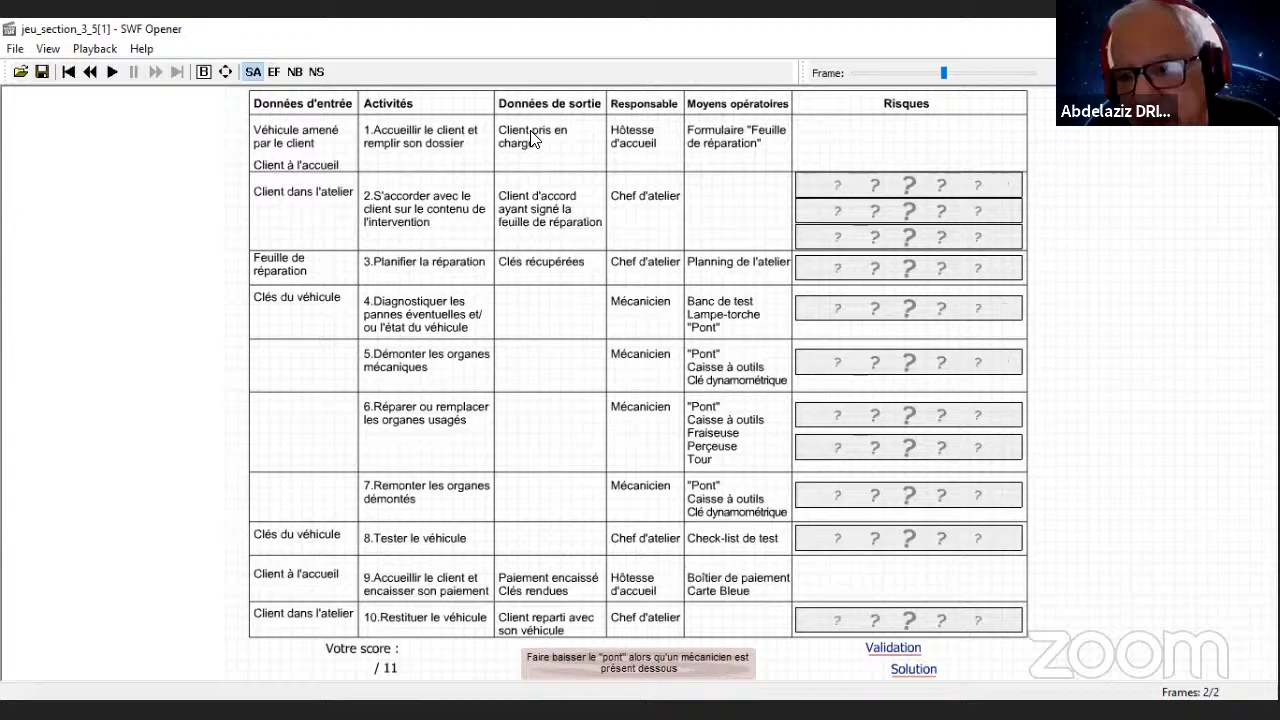 jeu_section_3_5[1] - SWF Opener
File View Playback Help
B SA EF NB NS
Frame:
Abdelaziz DRI...
Données d'entrée Activités Données de sortie Responsable Moyens opératoires Risques
Véhicule amené
par le client
Client à l'accueil
1.Accueillir le client et
remplir son dossier
Client pris en
charge
Hôtesse
d'accueil
Formulaire "Feuille
de réparation"
Client dans l'atelier
2.S'accorder avec le
client sur le contenu de
l'intervention
Client d'accord
ayant signé la
feuille de réparation
Chef d'atelier
? ? ? ? ?
? ? ? ? ?
? ? ? ? ?
Feuille de
réparation
3.Planifier la réparation
Clés récupérées
Chef d'atelier
Planning de l'atelier
? ? ? ? ?
Clés du véhicule
4.Diagnostiquer les
pannes éventuelles et/
ou l'état du véhicule
Mécanicien
Banc de test
Lampe-torche
"Pont"
? ? ? ? ?
5.Démonter les organes
mécaniques
Mécanicien
"Pont"
Caisse à outils
Clé dynamométrique
? ? ? ? ?
6.Réparer ou remplacer
les organes usagés
Mécanicien
"Pont"
Caisse à outils
Fraiseuse
Perçeuse
Tour
? ? ? ? ?
? ? ? ? ?
7.Remonter les organes
démontés
Mécanicien
"Pont"
Caisse à outils
Clé dynamométrique
? ? ? ? ?
Clés du véhicule
8.Tester le véhicule
Chef d'atelier
Check-list de test
? ? ? ? ?
Client à l'accueil
9.Accueillir le client et
encaisser son paiement
Paiement encaissé
Clés rendues
Hôtesse
d'accueil
Boîtier de paiement
Carte Bleue
Client dans l'atelier
10.Restituer le véhicule
Client reparti avec
son véhicule
Chef d'atelier
? ? ? ? ?
Votre score :
/ 11
Faire baisser le "pont" alors qu'un mécanicien est
présent dessous
Validation
Solution
zoom
Frames: 2/2